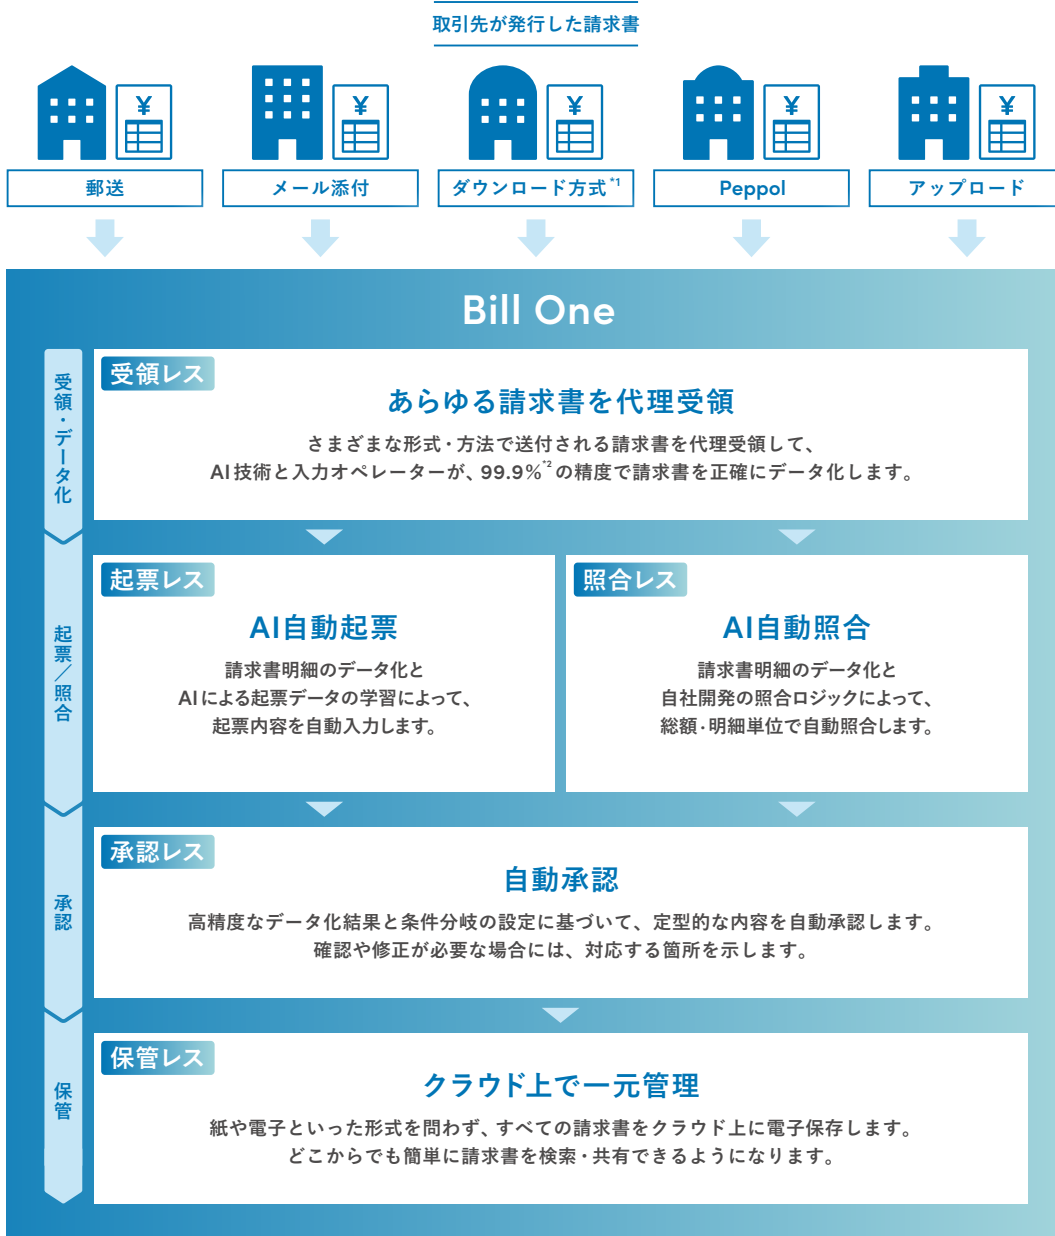 取引先が発行した請求書
¥
¥
¥
¥
¥
郵送
メール添付
ダウンロード方式*1
Peppol
アップロード
Bill One
受領・データ化
受領レス
あらゆる請求書を代理受領
さまざまな形式・方法で送付される請求書を代理受領して、
AI技術と入力オペレーターが、99.9%*2の精度で請求書を正確にデータ化します。
起票／照合
起票レス
AI自動起票
請求書明細のデータ化と
AIによる起票データの学習によって、
起票内容を自動入力します。
照合レス
AI自動照合
請求書明細のデータ化と
自社開発の照合ロジックによって、
総額・明細単位で自動照合します。
承認
承認レス
自動承認
高精度なデータ化結果と条件分岐の設定に基づいて、定型的な内容を自動承認します。
確認や修正が必要な場合には、対応する箇所を示します。
保管
保管レス
クラウド上で一元管理
紙や電子といった形式を問わず、すべての請求書をクラウド上に電子保存します。
どこからでも簡単に請求書を検索・共有できるようになります。